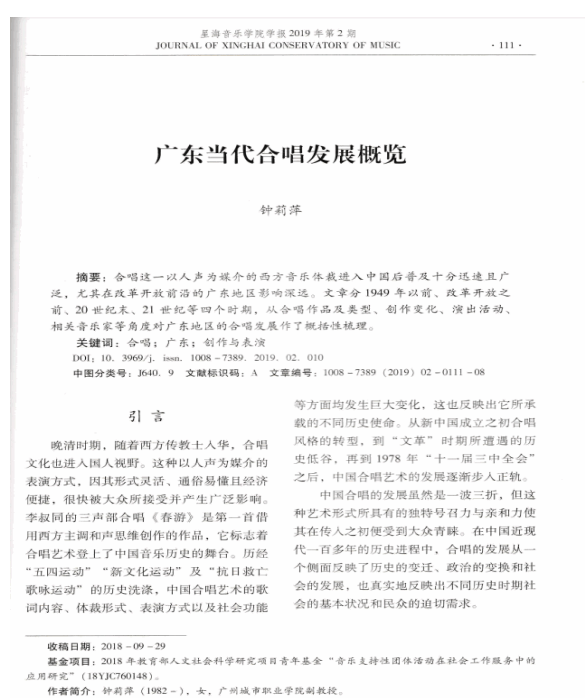 星海音乐学院学报 2019 年第 2 期
JOURNAL OF XINGHAI CONSERVATORY OF MUSIC
· 111 ·
广东当代合唱发展概览
钟莉萍
摘要：合唱这一以人声为媒介的西方音乐体裁进入中国后普及十分迅速且广
泛，尤其在改革开放前沿的广东地区影响深远。文章分 1949 年以前、改革开放之
前、20 世纪末、21 世纪等四个时期，从合唱作品及类型、创作变化、演出活动、
相关音乐家等角度对广东地区的合唱发展作了概括性梳理。
关键词：合唱；广东；创作与表演
DOI：10. 3969/j. issn. 1008－7389. 2019. 02. 010
中图分类号：J640. 9 文献标识码：A 文章编号：1008－7389 (2019) 02－0111－08
引 言
晚清时期，随着西方传教士入华，合唱
文化也进入国人视野。这种以人声为媒介的
表演方式，因其形式灵活、通俗易懂且经济
便捷，很快被大众所接受并产生广泛影响。
李叔同的三声部合唱《春游》是第一首借
用西方主调和声思维创作的作品，它标志着
合唱艺术登上了中国音乐历史的舞台。历经
“五四运动”“新文化运动”及“抗日救亡
歌咏运动”的历史洗涤，中国合唱艺术的歌
词内容、体裁形式、表演方式以及社会功能
等方面均发生巨大变化，这也反映出它所承
载的不同历史使命。从新中国成立之初合唱
风格的转型，到“文革”时期所遭遇的历
史低谷，再到 1978 年“十一届三中全会”
之后，中国合唱艺术的发展逐渐步入正轨。
中国合唱的发展虽然是一波三折，但这
种艺术形式所具有的独特号召力与亲和力使
其在传入之初便受到大众青睐。在中国近现
代一百多年的历史进程中，合唱的发展从一
个侧面反映了历史的变迁、政治的变换和社
会的发展，也真实地反映出不同历史时期社
会的基本状况和民众的迫切需求。
收稿日期：2018－09－29
基金项目：2018 年教育部人文社会科学研究项目青年基金“音乐支持性团体活动在社会工作服务中的
应用研究”(18YJC760148)。
作者简介：钟莉萍 (1982－)，女，广州城市职业学院副教授。